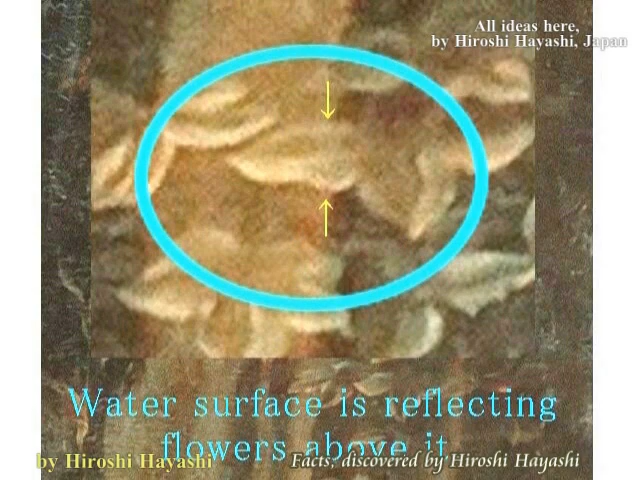 All ideas here,
by Hiroshi Hayashi, Japan
Water surface is reflecting
flowers above it
by Hiroshi Hayashi
Facts, discovered by Hiroshi Hayashi